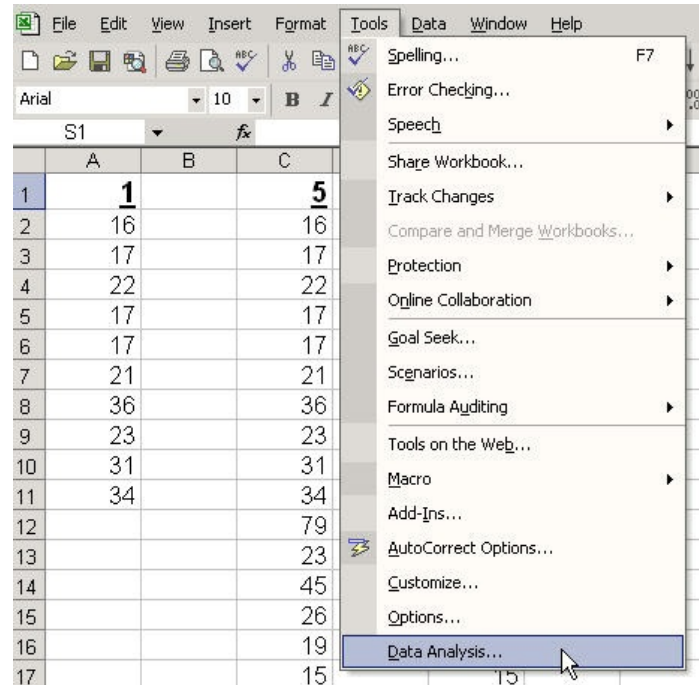 File Edit View Insert Format Tools Data Window Help
ABC ABC Spelling... F7
Arial 10 B I Error Checking...
S1 fx Speech
A B C Share Workbook...
1 1 5 Track Changes
2 16 16 Compare and Merge Workbooks...
3 17 17 Protection
4 22 22 Online Collaboration
5 17 17 Goal Seek...
6 17 17 Scenarios...
7 21 21
8 36 36 Formula Auditing
9 23 23 Tools on the Web...
10 31 31 Macro
11 34 34 Add-Ins...
12 79
13 23 AutoCorrect Options...
14 45 Customize...
15 26 Options...
16 19 Data Analysis...
17 15 15